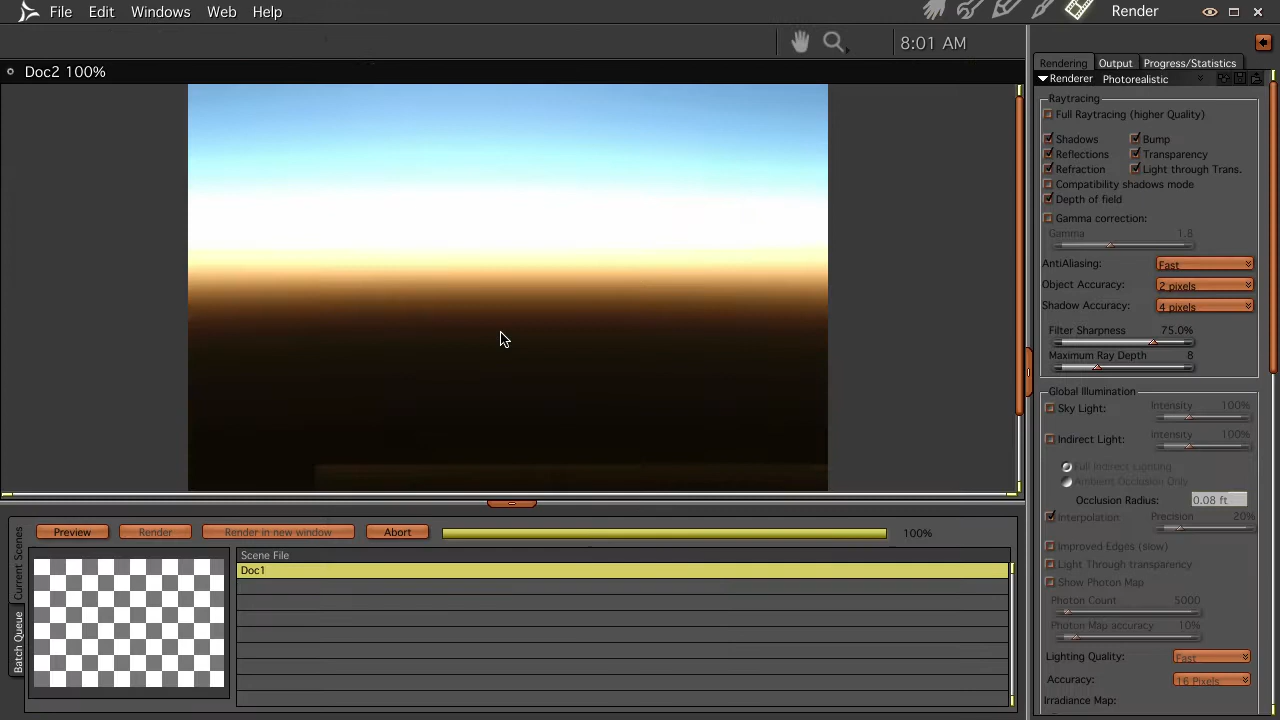 File Edit Windows Web Help Render
8:01 AM
Doc2 100%
Rendering Output Progress/Statistics
Renderer Photorealistic
Raytracing
Full Raytracing (higher Quality)
Shadows Bump
Reflections Transparency
Refraction Light through Trans.
Compatibility shadows mode
Depth of field
Gamma correction:
Gamma 1.8
AntiAliasing: Fast
Object Accuracy: 2 pixels
Shadow Accuracy: 4 pixels
Filter Sharpness 75.0%
Maximum Ray Depth 8
Global Illumination
Sky Light: Intensity 100%
Indirect Light: Intensity 100%
Full Indirect Lighting
Ambient Occlusion Only
Occlusion Radius: 0.08 ft
Interpolation Precision 20%
Improved Edges (slow)
Light Through transparency
Show Photon Map
Photon Count 5000
Photon Map accuracy 10%
Lighting Quality: Fast
Accuracy: 16 Pixels
Irradiance Map:
Current Scenes
Batch Queue
Preview Render Render in new window Abort 100%
Scene File
Doc1